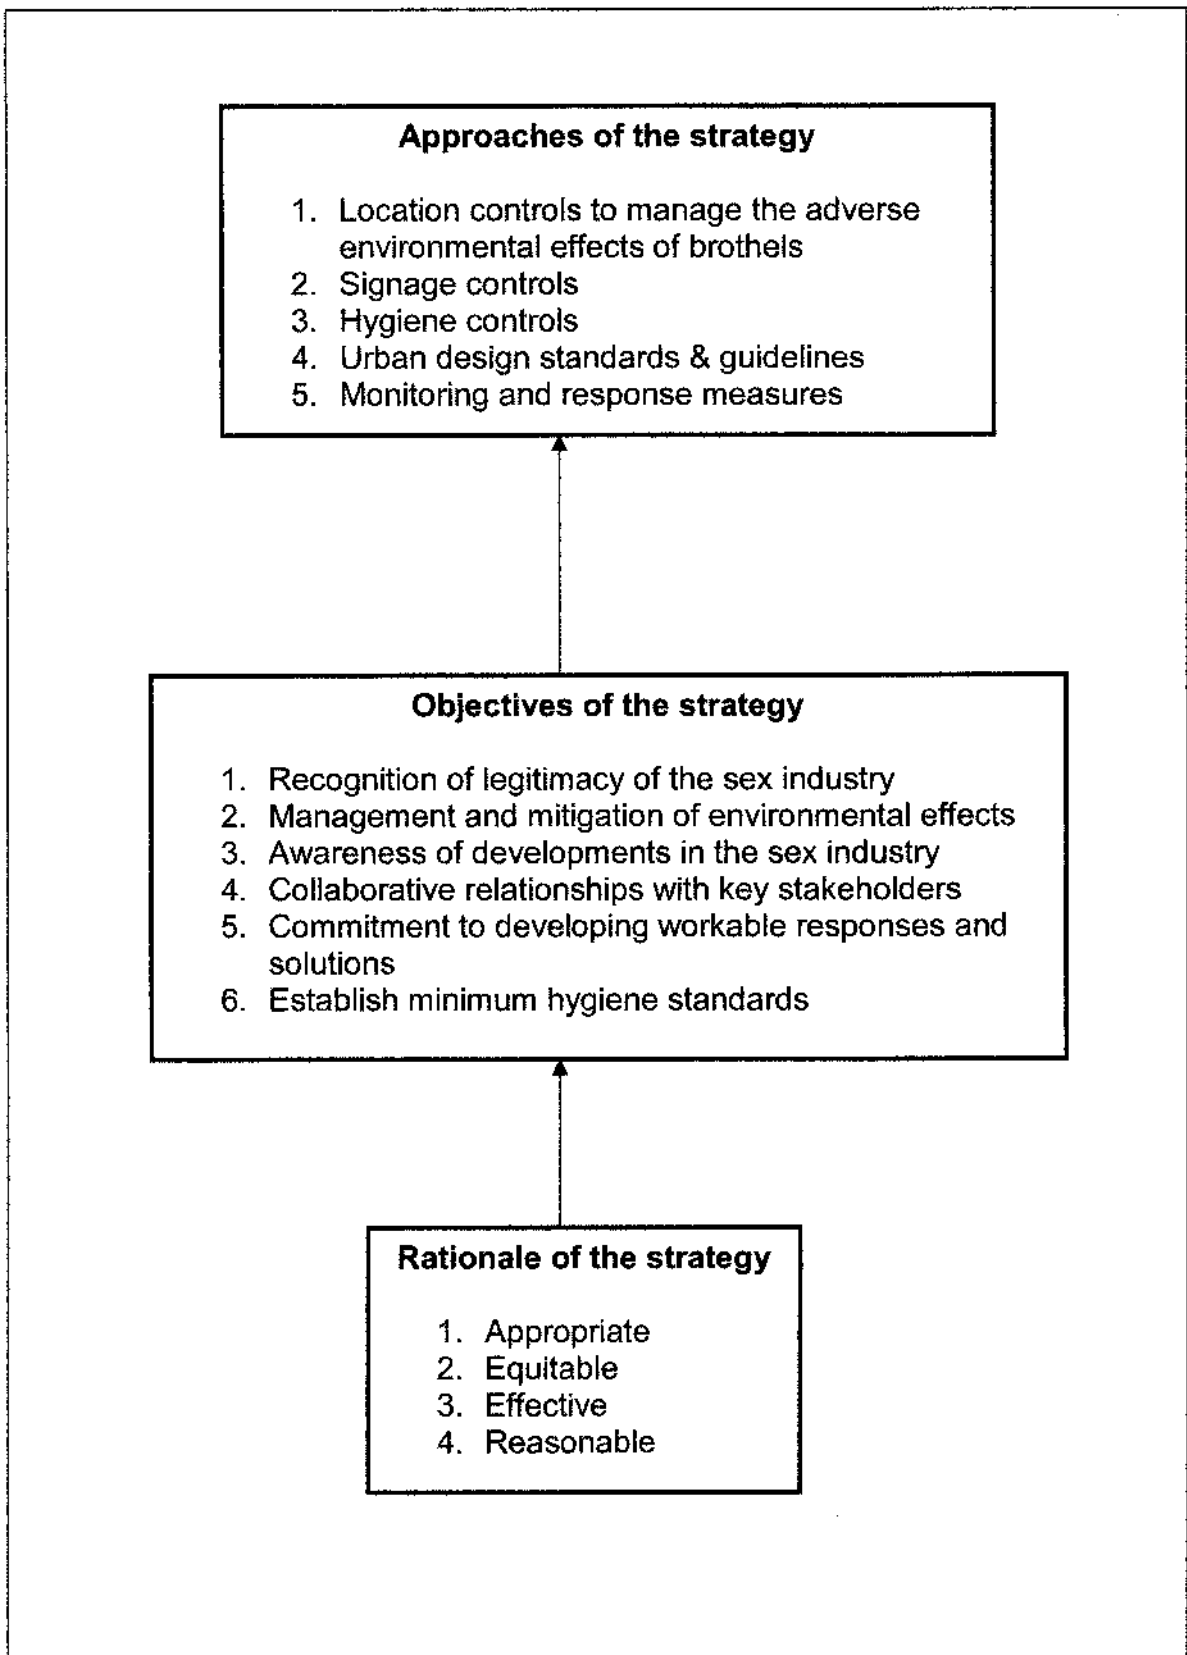 Approaches of the strategy
1. Location controls to manage the adverse
environmental effects of brothels
2. Signage controls
3. Hygiene controls
4. Urban design standards & guidelines
5. Monitoring and response measures
Objectives of the strategy
1. Recognition of legitimacy of the sex industry
2. Management and mitigation of environmental effects
3. Awareness of developments in the sex industry
4. Collaborative relationships with key stakeholders
5. Commitment to developing workable responses and
solutions
6. Establish minimum hygiene standards
Rationale of the strategy
1. Appropriate
2. Equitable
3. Effective
4. Reasonable